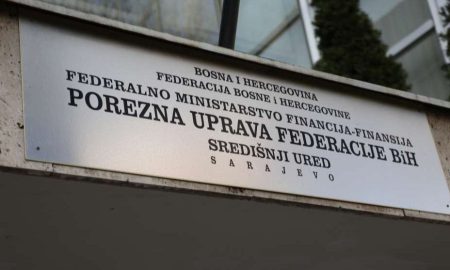 BOSNA I HERCEGOVINA
FEDERACIJA BOSNE i HERCEGOVINE
FEDERALNO MINISTARSTVO FINANCIJA-FINANSIJA
POREZNA UPRAVA FEDERACIJE BiH
SREDIŠNJI URED
SARAJEVO